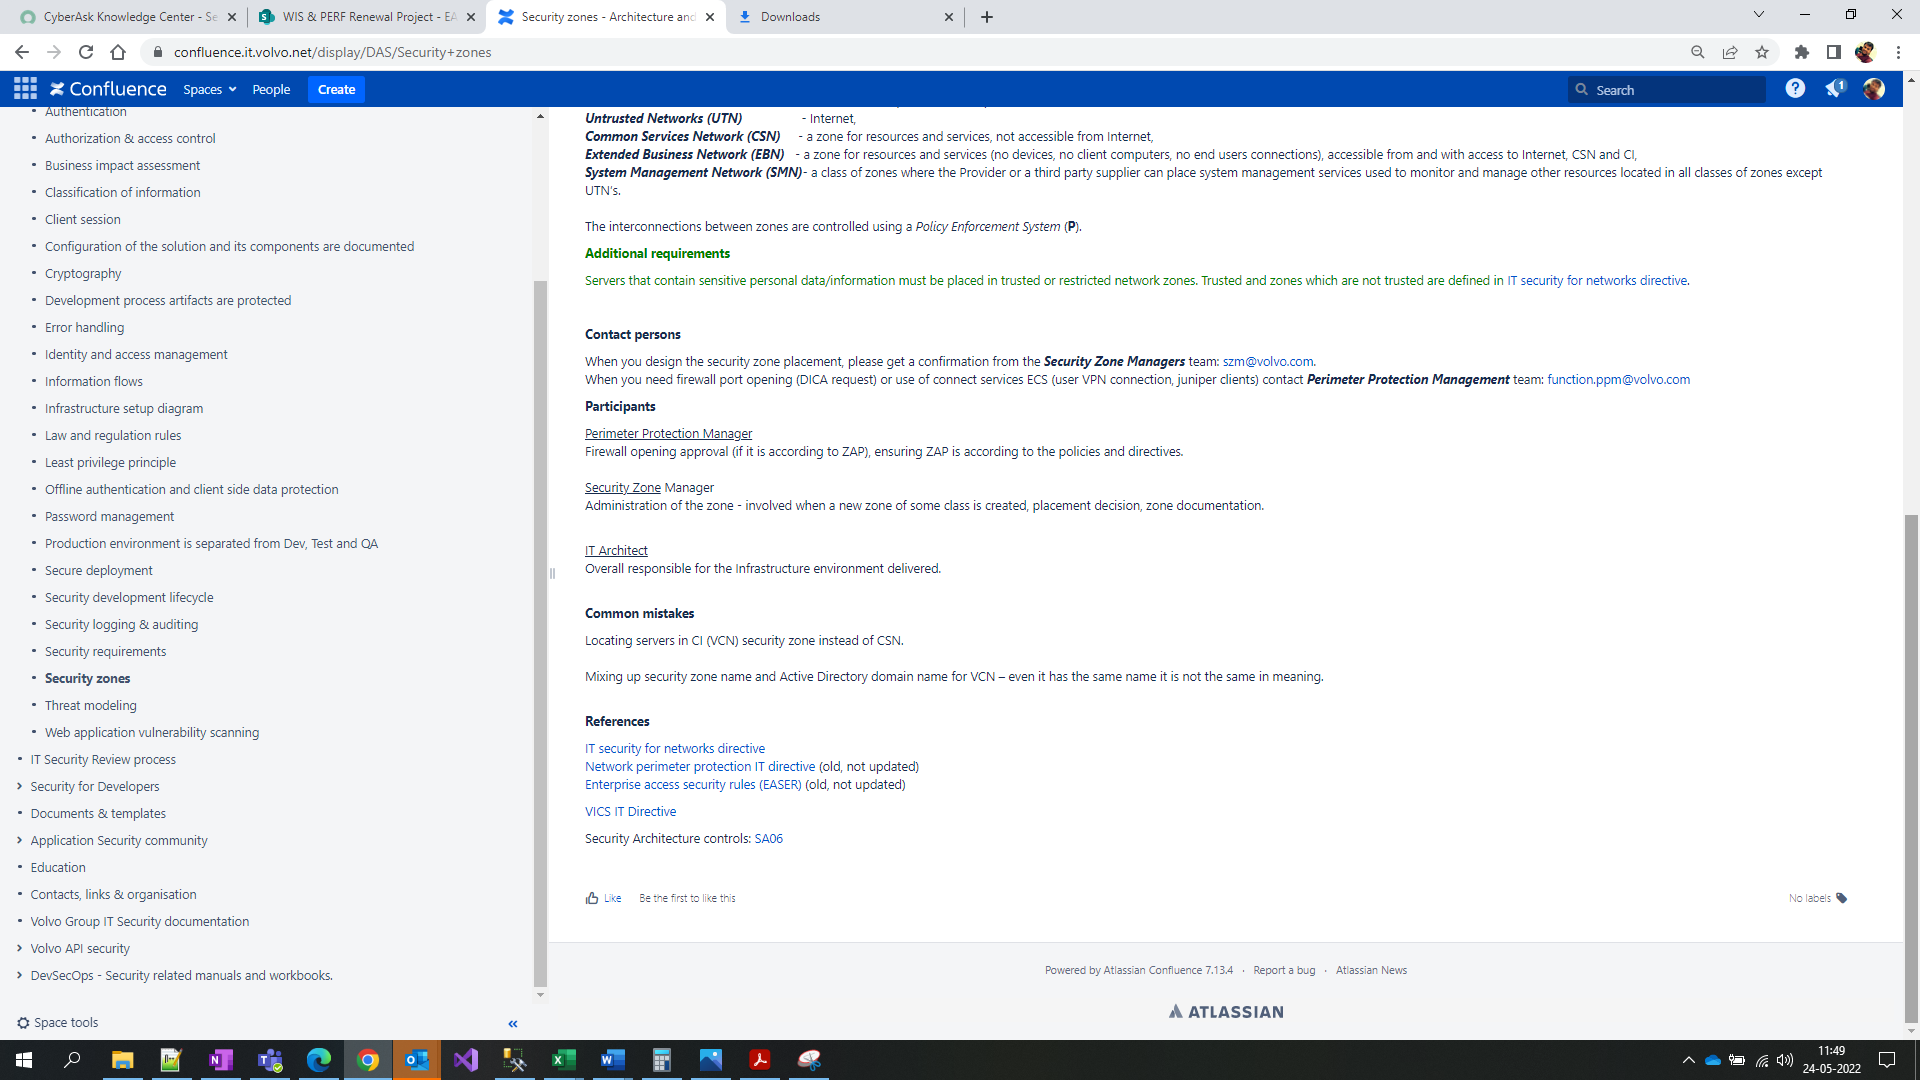 CyberAsk Knowledge Center - Se
WIS & PERF Renewal Project - EA
Security zones - Architecture and
Downloads
confluence.it.volvo.net/display/DAS/Security+zones
Confluence
Spaces
People
Create
Search
1
Authentication
Authorization & access control
Business impact assessment
Classification of information
Client session
Configuration of the solution and its components are documented
Cryptography
Development process artifacts are protected
Error handling
Identity and access management
Information flows
Infrastructure setup diagram
Law and regulation rules
Least privilege principle
Offline authentication and client side data protection
Password management
Production environment is separated from Dev, Test and QA
Secure deployment
Security development lifecycle
Security logging & auditing
Security requirements
Security zones
Threat modeling
Web application vulnerability scanning
IT Security Review process
Security for Developers
Documents & templates
Application Security community
Education
Contacts, links & organisation
Volvo Group IT Security documentation
Volvo API security
DevSecOps - Security related manuals and workbooks.
Space tools
Untrusted Networks (UTN) - Internet,
Common Services Network (CSN) - a zone for resources and services, not accessible from Internet,
Extended Business Network (EBN) - a zone for resources and services (no devices, no client computers, no end users connections), accessible from and with access to Internet, CSN and CI,
System Management Network (SMN)- a class of zones where the Provider or a third party supplier can place system management services used to monitor and manage other resources located in all classes of zones except
UTN's.
The interconnections between zones are controlled using a Policy Enforcement System (P).
Additional requirements
Servers that contain sensitive personal data/information must be placed in trusted or restricted network zones. Trusted and zones which are not trusted are defined in IT security for networks directive.
Contact persons
When you design the security zone placement, please get a confirmation from the Security Zone Managers team: szm@volvo.com.
When you need firewall port opening (DICA request) or use of connect services ECS (user VPN connection, juniper clients) contact Perimeter Protection Management team: function.ppm@volvo.com
Participants
Perimeter Protection Manager
Firewall opening approval (if it is according to ZAP), ensuring ZAP is according to the policies and directives.
Security Zone Manager
Administration of the zone - involved when a new zone of some class is created, placement decision, zone documentation.
IT Architect
Overall responsible for the Infrastructure environment delivered.
Common mistakes
Locating servers in CI (VCN) security zone instead of CSN.
Mixing up security zone name and Active Directory domain name for VCN – even it has the same name it is not the same in meaning.
References
IT security for networks directive
Network perimeter protection IT directive (old, not updated)
Enterprise access security rules (EASER) (old, not updated)
VICS IT Directive
Security Architecture controls: SA06
Like Be the first to like this
No labels
Powered by Atlassian Confluence 7.13.4 · Report a bug · Atlassian News
ATLASSIAN
11:49
24-05-2022